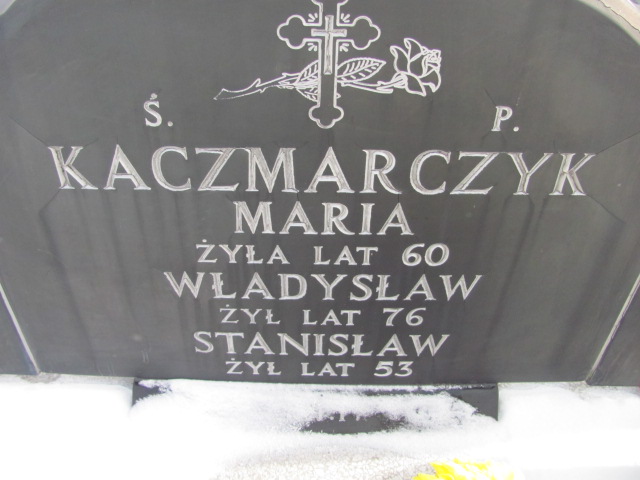 Ś. P.
KACZMARCZYK
MARIA
ŻYŁA LAT 60
WŁADYSŁAW
ŻYŁ LAT 76
STANISŁAW
ŻYŁ LAT 53